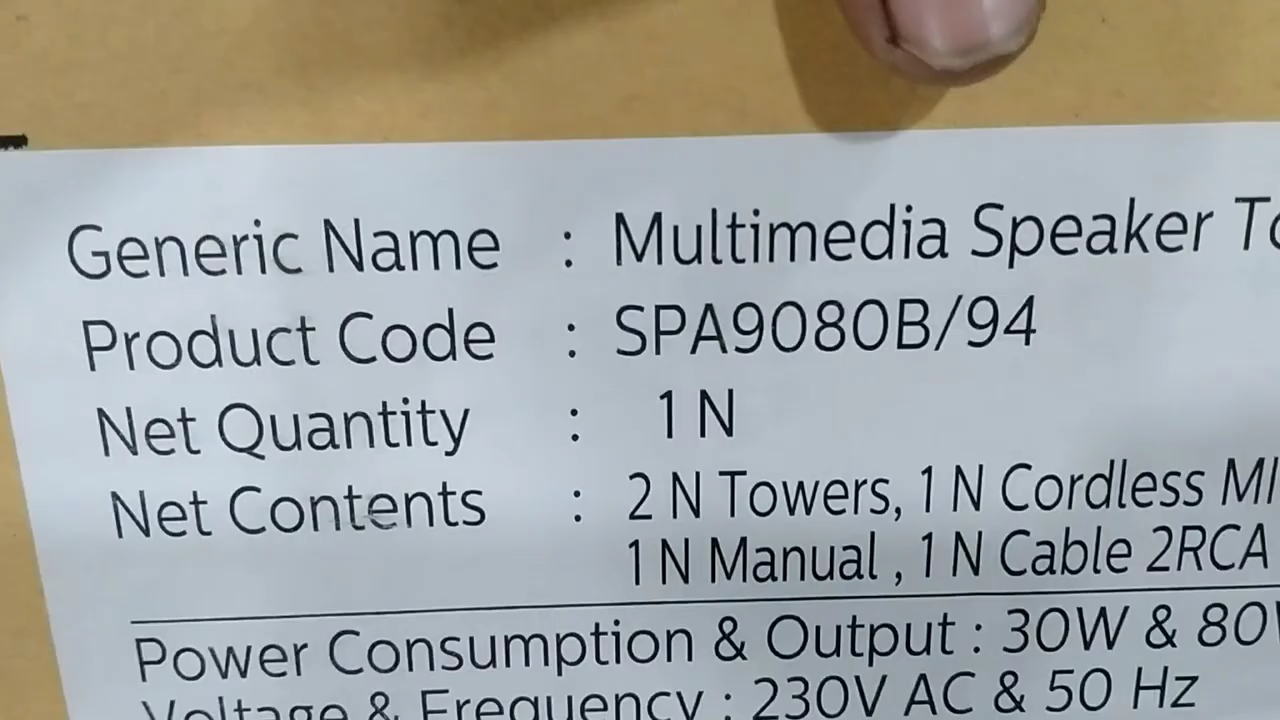 Generic Name : Multimedia Speaker
Product Code : SPA9080B/94
Net Quantity : 1 N
Net Contents : 2 N Towers, 1 N Cordless
1 N Manual , 1 N Cable 2RCA
Power Consumption & Output : 30W & 80
Voltage & Frequency : 230V AC & 50 Hz